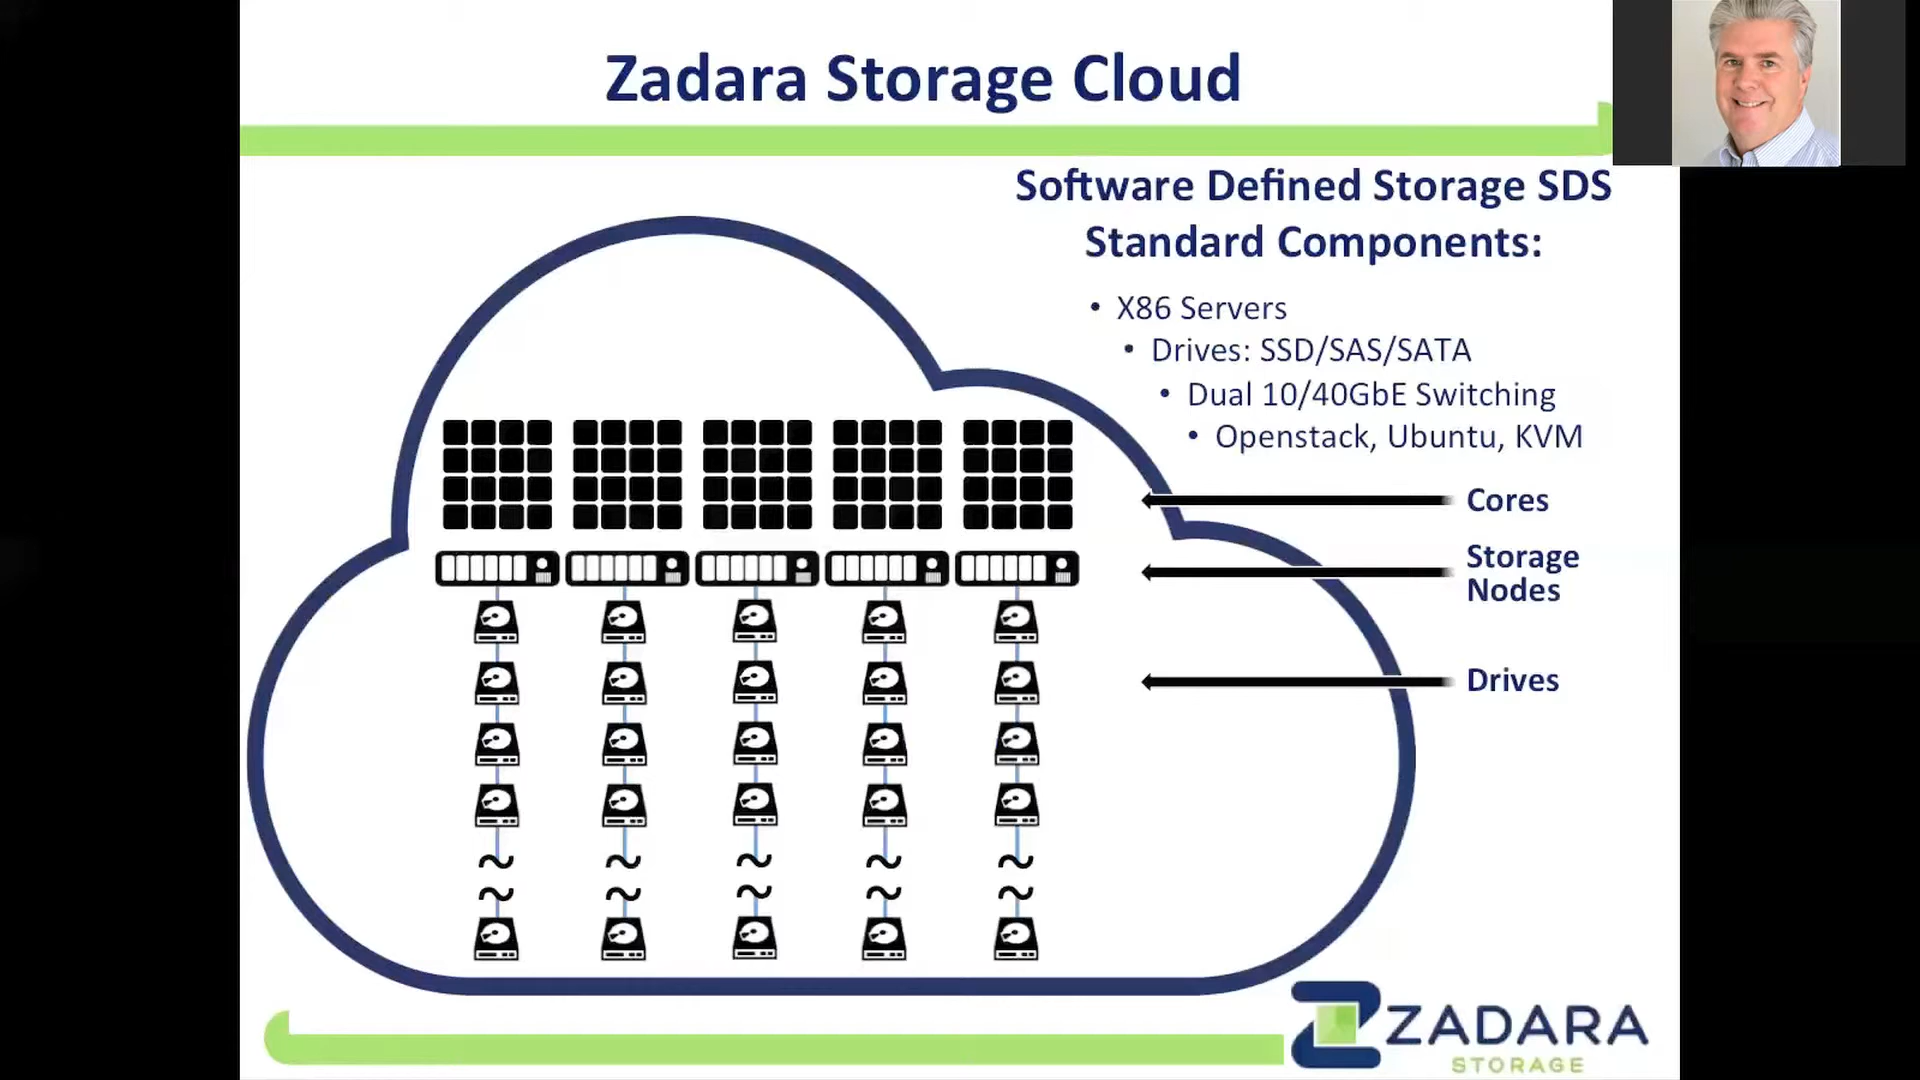 Zadara Storage Cloud
Software Defined Storage SDS
Standard Components:
• X86 Servers
• Drives: SSD/SAS/SATA
• Dual 10/40GbE Switching
• Openstack, Ubuntu, KVM
Cores
Storage
Nodes
Drives
ZADARA
STORAGE